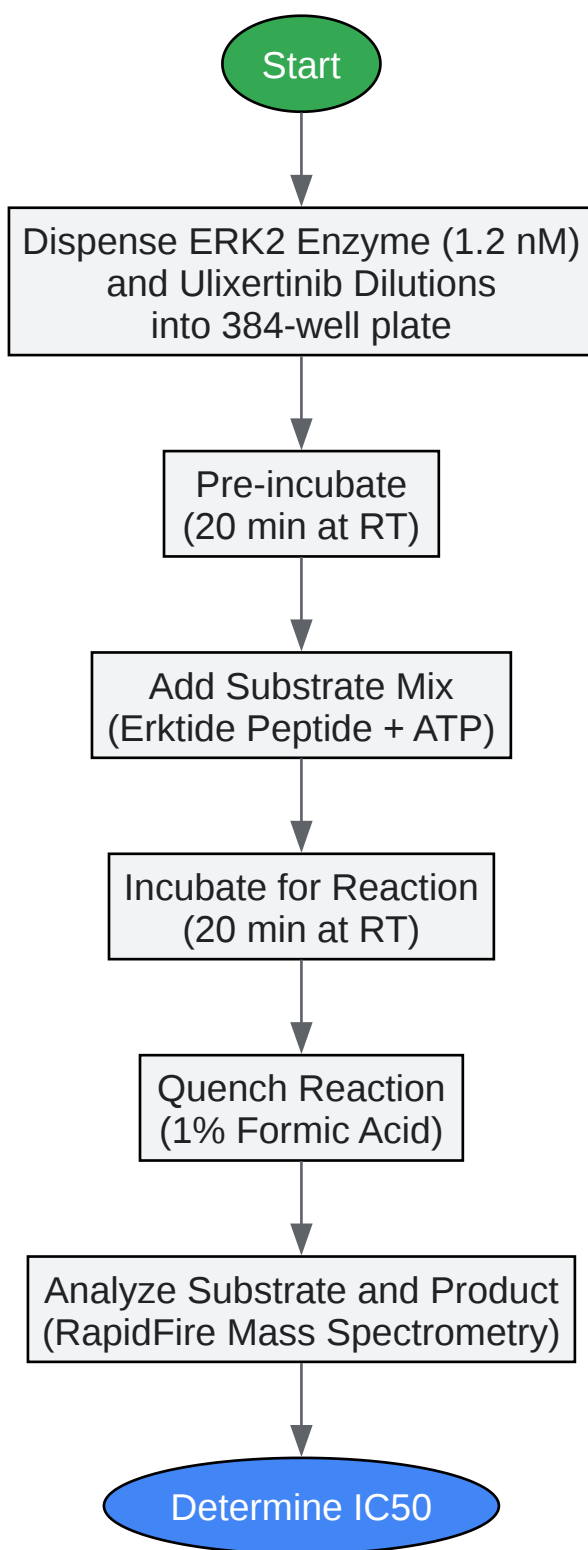 Start
Dispense ERK2 Enzyme (1.2 nM)
and Ulixertinib Dilutions
into 384-well plate
Pre-incubate
(20 min at RT)
Add Substrate Mix
(Erktide Peptide + ATP)
Incubate for Reaction
(20 min at RT)
Quench Reaction
(1% Formic Acid)
Analyze Substrate and Product
(RapidFire Mass Spectrometry)
Determine IC50